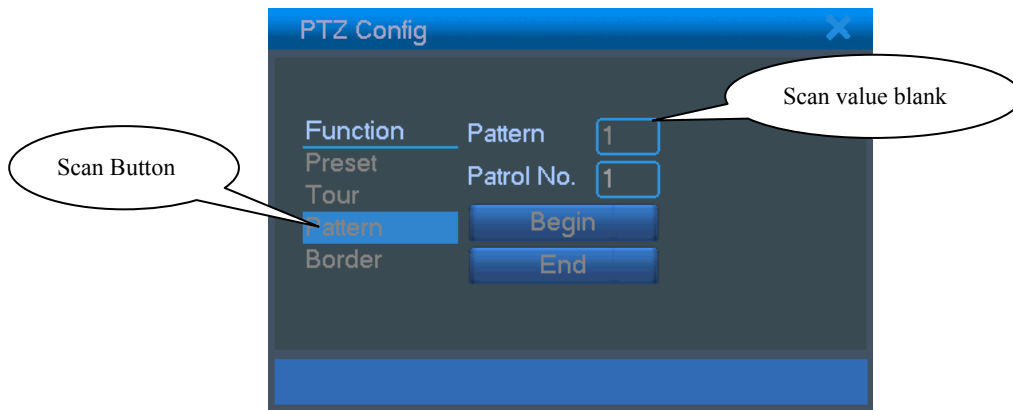 PTZ Config
Scan value blank
Function
Pattern
1
Scan Button
Preset
Patrol No.
1
Tour
Pattern
Begin
Border
End